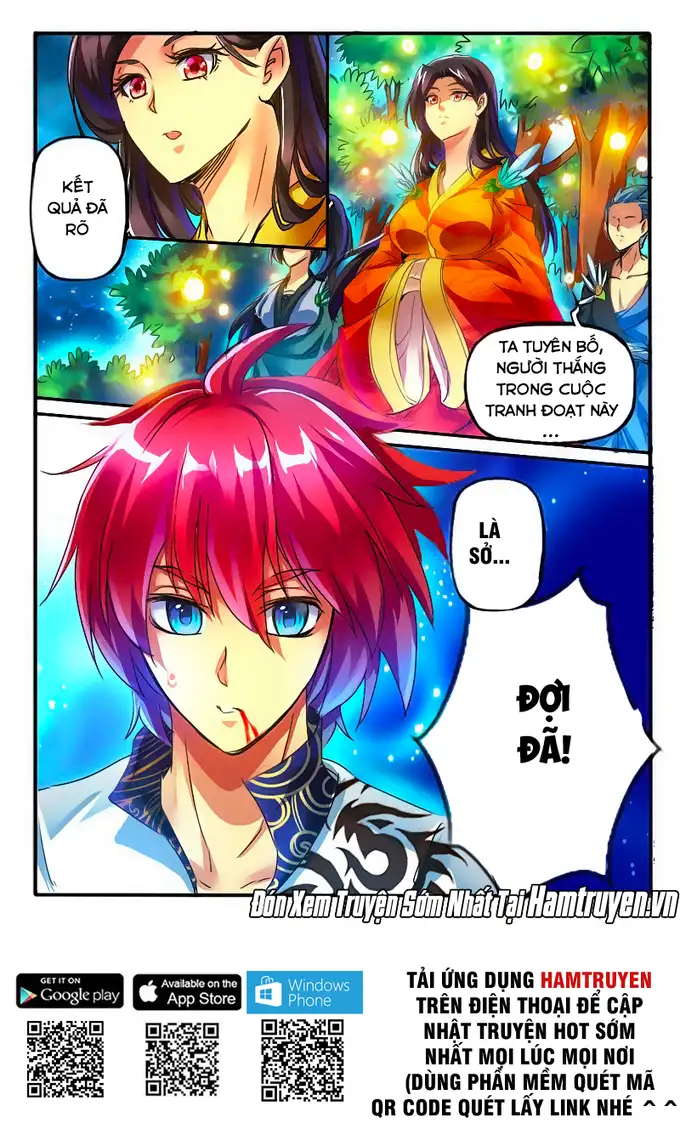 KẾT
QUẢ ĐÃ
RÕ
TA TUYÊN BỐ,
NGƯỜI THẮNG
TRONG CUỘC
TRANH ĐOẠT NÀY
...
LÀ
SỞ...
ĐỢI
ĐÃ!
Đón Xem Truyện Sớm Nhất Tại Hamtruyen.vn
GET IT ON
Google play
Available on the
App Store
Windows
Phone
TẢI ỨNG DỤNG HAMTRUYEN
TRÊN ĐIỆN THOẠI ĐỂ CẬP
NHẬT TRUYỆN HOT SỚM
NHẤT MỌI LÚC MỌI NƠI
(DÙNG PHẦN MỀM QUÉT MÃ
QR CODE QUÉT LẤY LINK NHÉ ^ ^